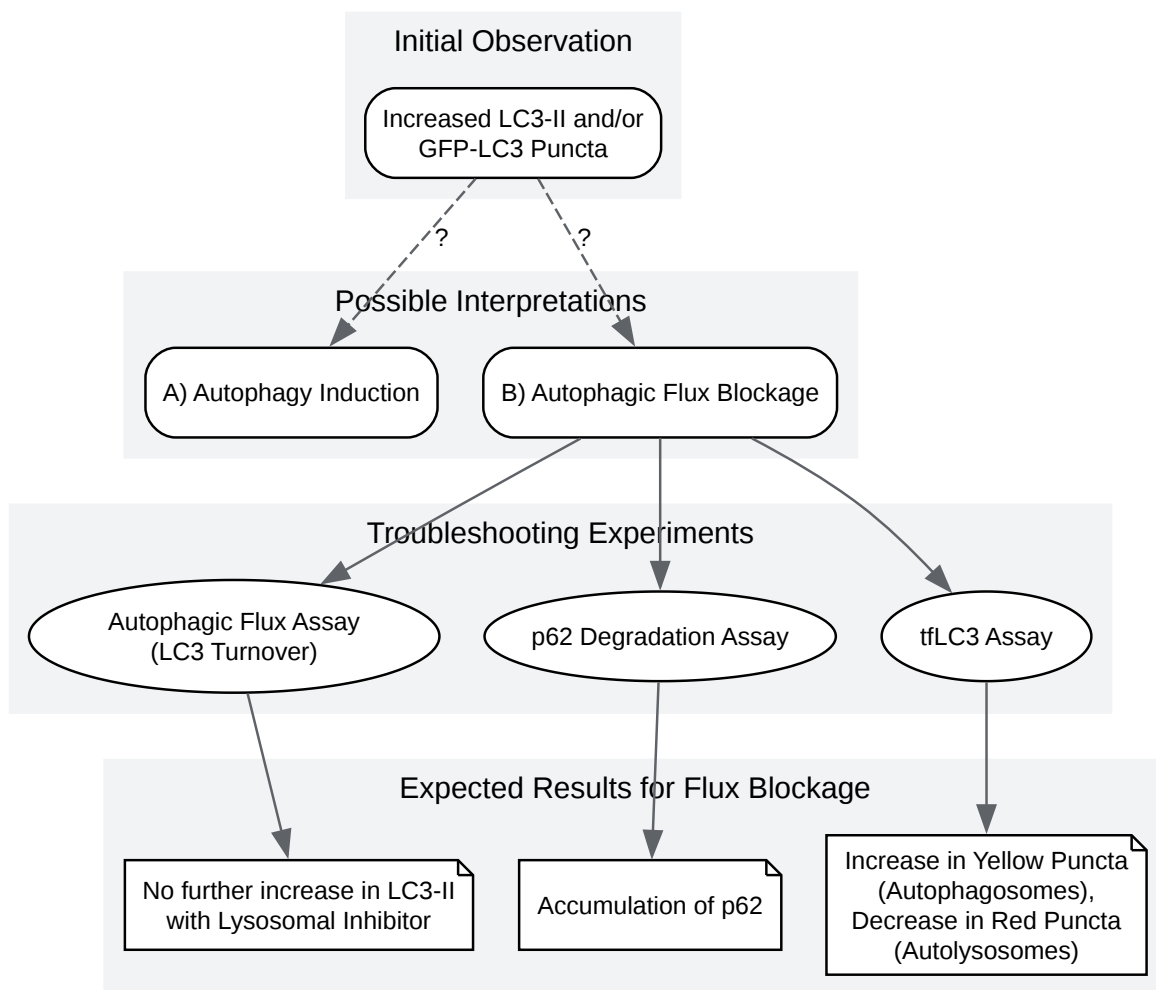 Initial Observation
Increased LC3-II and/or
GFP-LC3 Puncta
?
?
Possible Interpretations
A) Autophagy Induction
B) Autophagic Flux Blockage
Troubleshooting Experiments
Autophagic Flux Assay
(LC3 Turnover)
p62 Degradation Assay
tfLC3 Assay
Expected Results for Flux Blockage
No further increase in LC3-II
with Lysosomal Inhibitor
Accumulation of p62
Increase in Yellow Puncta
(Autophagosomes),
Decrease in Red Puncta
(Autolysosomes)